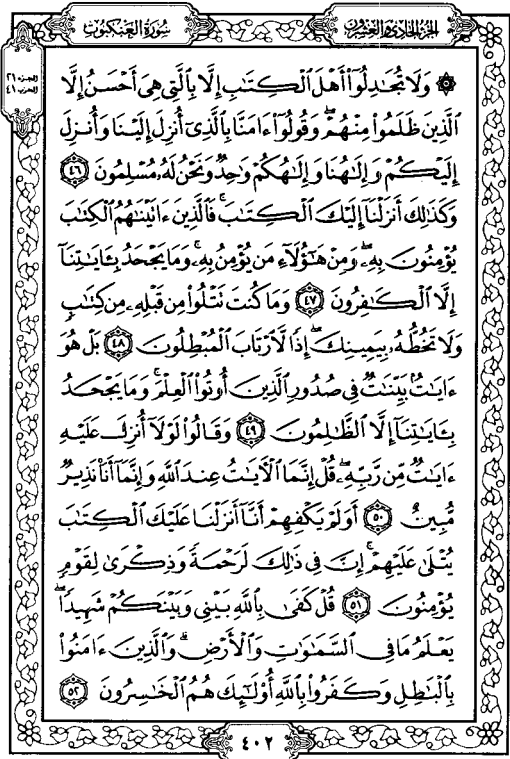 الجزء الحادى والعشرون
سورة العنكبوت
الجزء ٢١
الحزب ٤١
۞ وَلَا تُجَٰدِلُوٓا۟ أَهْلَ ٱلْكِتَٰبِ إِلَّا بِٱلَّتِى هِىَ أَحْسَنُ إِلَّا
ٱلَّذِينَ ظَلَمُوا۟ مِنْهُمْ ۖ وَقُولُوٓا۟ ءَامَنَّا بِٱلَّذِىٓ أُنزِلَ إِلَيْنَا وَأُنزِلَ
إِلَيْكُمْ وَإِلَٰهُنَا وَإِلَٰهُكُمْ وَٰحِدٌ وَنَحْنُ لَهُۥ مُسْلِمُونَ ٤٦
وَكَذَٰلِكَ أَنزَلْنَآ إِلَيْكَ ٱلْكِتَٰبَ ۚ فَٱلَّذِينَ ءَاتَيْنَٰهُمُ ٱلْكِتَٰبَ
يُؤْمِنُونَ بِهِۦ ۖ وَمِنْ هَٰٓؤُلَآءِ مَن يُؤْمِنُ بِهِۦ ۚ وَمَا يَجْحَدُ بِـَٔايَٰتِنَآ
إِلَّا ٱلْكَٰفِرُونَ ٤٧ وَمَا كُنتَ تَتْلُوا۟ مِن قَبْلِهِۦ مِن كِتَٰبٍ
وَلَا تَخُطُّهُۥ بِيَمِينِكَ ۖ إِذًا لَّٱرْتَابَ ٱلْمُبْطِلُونَ ٤٨ بَلْ هُوَ
ءَايَٰتٌۢ بَيِّنَٰتٌ فِى صُدُورِ ٱلَّذِينَ أُوتُوا۟ ٱلْعِلْمَ ۚ وَمَا يَجْحَدُ
بِـَٔايَٰتِنَآ إِلَّا ٱلظَّٰلِمُونَ ٤٩ وَقَالُوا۟ لَوْلَآ أُنزِلَ عَلَيْهِ
ءَايَٰتٌ مِّن رَّبِّهِۦ ۖ قُلْ إِنَّمَا ٱلْءَايَٰتُ عِندَ ٱللَّهِ وَإِنَّمَآ أَنَا۠ نَذِيرٌ
مُّبِينٌ ٥٠ أَوَلَمْ يَكْفِهِمْ أَنَّآ أَنزَلْنَا عَلَيْكَ ٱلْكِتَٰبَ
يُتْلَىٰ عَلَيْهِمْ ۚ إِنَّ فِى ذَٰلِكَ لَرَحْمَةً وَذِكْرَىٰ لِقَوْمٍ
يُؤْمِنُونَ ٥١ قُلْ كَفَىٰ بِٱللَّهِ بَيْنِى وَبَيْنَكُمْ شَهِيدًا ۖ
يَعْلَمُ مَا فِى ٱلسَّمَٰوَٰتِ وَٱلْأَرْضِ ۗ وَٱلَّذِينَ ءَامَنُوا۟
بِٱلْبَٰطِلِ وَكَفَرُوا۟ بِٱللَّهِ أُو۟لَٰٓئِكَ هُمُ ٱلْخَٰسِرُونَ ٥٢
٤٠٢